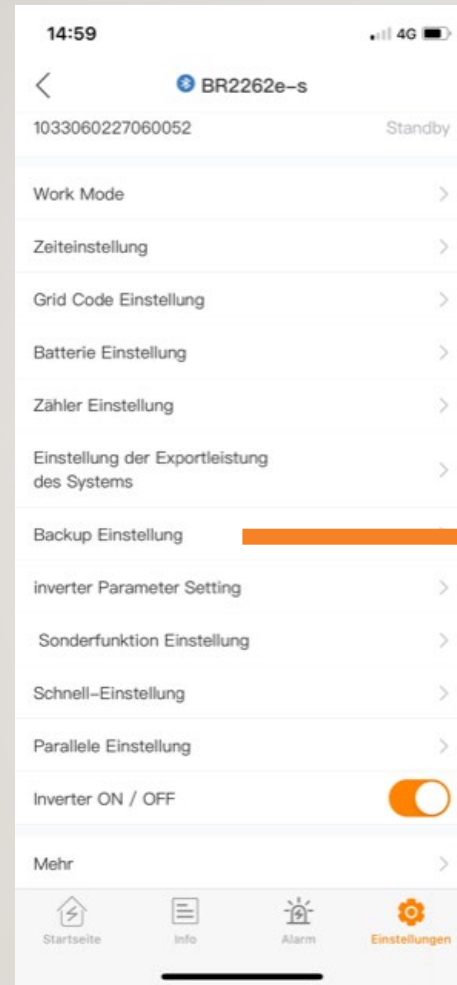 14:59
4G
BR2262e-s
1033060227060052 Standby
Work Mode
Zeiteinstellung
Grid Code Einstellung
Batterie Einstellung
Zähler Einstellung
Einstellung der Exportleistung
des Systems
Backup Einstellung
inverter Parameter Setting
Sonderfunktion Einstellung
Schnell-Einstellung
Parallele Einstellung
Inverter ON / OFF
Mehr
Startseite Info Alarm Einstellungen